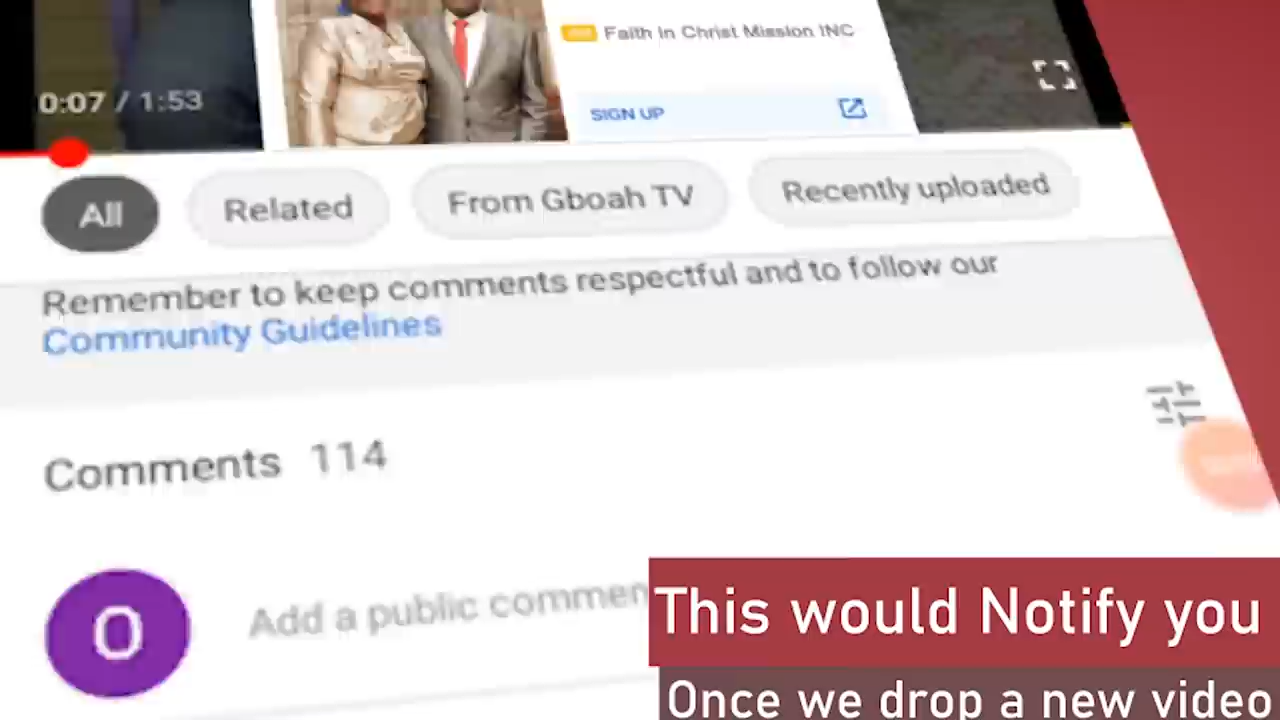 Faith In Christ Mission INC
0:07 / 1:53
SIGN UP
All
Related
From Gboah TV
Recently uploaded
Remember to keep comments respectful and to follow our
Community Guidelines
Comments 114
O
Add a public commen
This would Notify you
Once we drop a new video